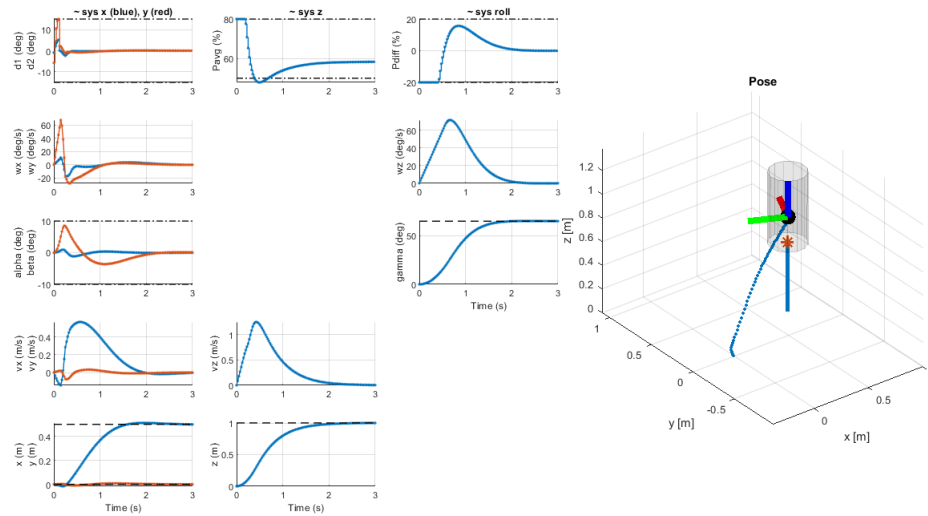 ~ sys x (blue), y (red)
~ sys z
~ sys roll
d1 (deg)
d2 (deg)
10
0
-10
0 1 2 3
Pavg (%)
80
60
0 1 2 3
Pdiff (%)
20
0
-20
0 1 2 3
wx (deg/s)
wy (deg/s)
60
40
20
0
-20
0 1 2 3
wz (deg/s)
60
40
20
0
0 1 2 3
alpha (deg)
beta (deg)
10
0
-10
0 1 2 3
gamma (deg)
50
0
0 1 2 3
Time (s)
vx (m/s)
vy (m/s)
0.4
0.2
0
0 1 2 3
vz (m/s)
1
0.5
0
0 1 2 3
x (m)
y (m)
0.4
0.2
0
0 1 2 3
Time (s)
z (m)
1
0.5
0
0 1 2 3
Time (s)
Pose
z [m]
1.2
1
0.8
0.6
0.4
0.2
0
1
0.5
0
-0.5
y [m]
0
0.5
x [m]